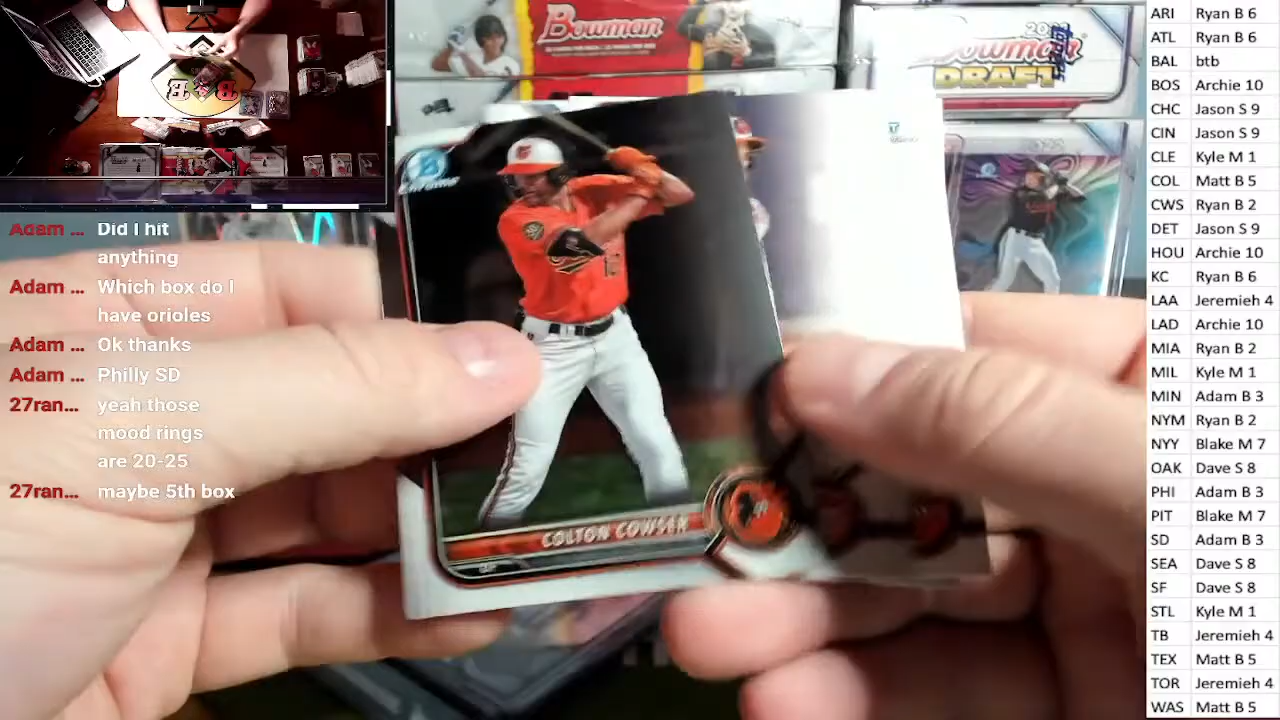 Bowman
Bowman
DRAFT
Chrome
COLTON COWSER
OF
Adam ... Did I hit
anything
Adam ... Which box do I
have orioles
Adam ... Ok thanks
Adam ... Philly SD
27ran... yeah those
mood rings
are 20-25
27ran... maybe 5th box
ARI Ryan B 6
ATL Ryan B 6
BAL btb
BOS Archie 10
CHC Jason S 9
CIN Jason S 9
CLE Kyle M 1
COL Matt B 5
CWS Ryan B 2
DET Jason S 9
HOU Archie 10
KC Ryan B 6
LAA Jeremieh 4
LAD Archie 10
MIA Ryan B 2
MIL Kyle M 1
MIN Adam B 3
NYM Ryan B 2
NYY Blake M 7
OAK Dave S 8
PHI Adam B 3
PIT Blake M 7
SD Adam B 3
SEA Dave S 8
SF Dave S 8
STL Kyle M 1
TB Jeremieh 4
TEX Matt B 5
TOR Jeremieh 4
WAS Matt B 5